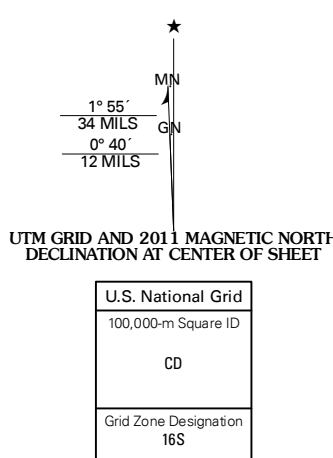 ★
MN
1° 55´
34 MILS
GN
0° 40´
12 MILS
UTM GRID AND 2011 MAGNETIC NORTH
DECLINATION AT CENTER OF SHEET
U.S. National Grid
100,000-m Square ID
CD
Grid Zone Designation
16S